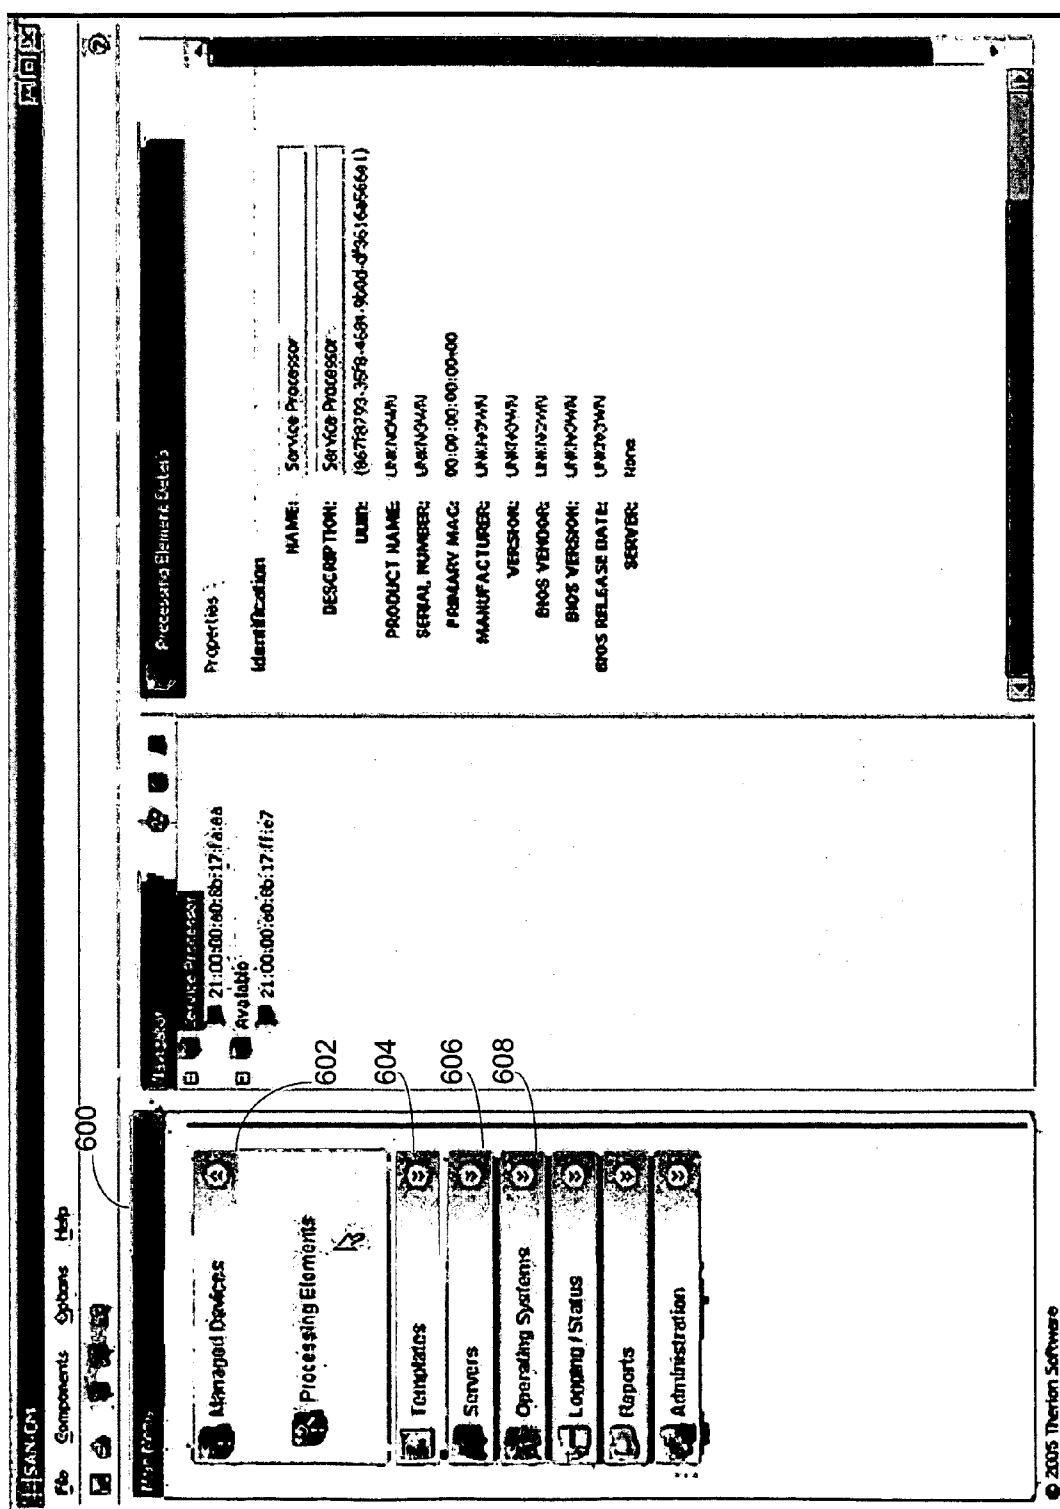 SAN.CM
File Components Options Help
600
Main Menu
Managed Devices
602
Processing Elements
Templates
604
Servers
606
Operating Systems
608
Logging / Status
Reports
Administration
Service Processor
21:00:00:e0:8b:17:fa:ea
Available
21:00:00:e0:8b:17:ff:e7
Processing Element Details
Properties
Identification
NAME: Service Processor
DESCRIPTION: Service Processor
UUID:
PRODUCT NAME: UNKNOWN
SERIAL NUMBER: UNKNOWN
PRIMARY MAC: 00:00:00:00:00:00
MANUFACTURER: UNKNOWN
VERSION: UNKNOWN
BIOS VENDOR: UNKNOWN
BIOS VERSION: UNKNOWN
BIOS RELEASE DATE: UNKNOWN
SERVER: None
© 2005 Therion Software